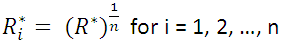 R_i^* = (R^*)^{1/n} for i = 1, 2, …, n